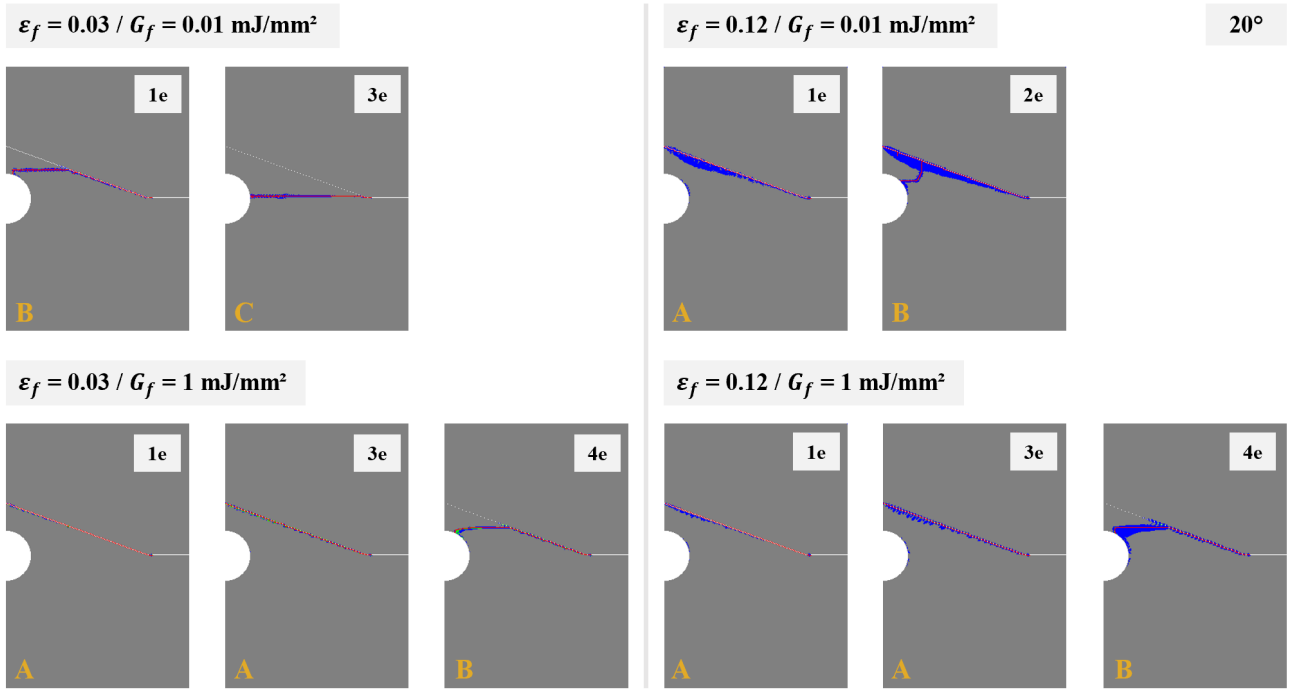 εf = 0.03 / Gf = 0.01 mJ/mm²
εf = 0.12 / Gf = 0.01 mJ/mm²
20°
1e
3e
1e
2e
B
C
A
B
εf = 0.03 / Gf = 1 mJ/mm²
εf = 0.12 / Gf = 1 mJ/mm²
1e
3e
4e
1e
3e
4e
A
A
B
A
A
B